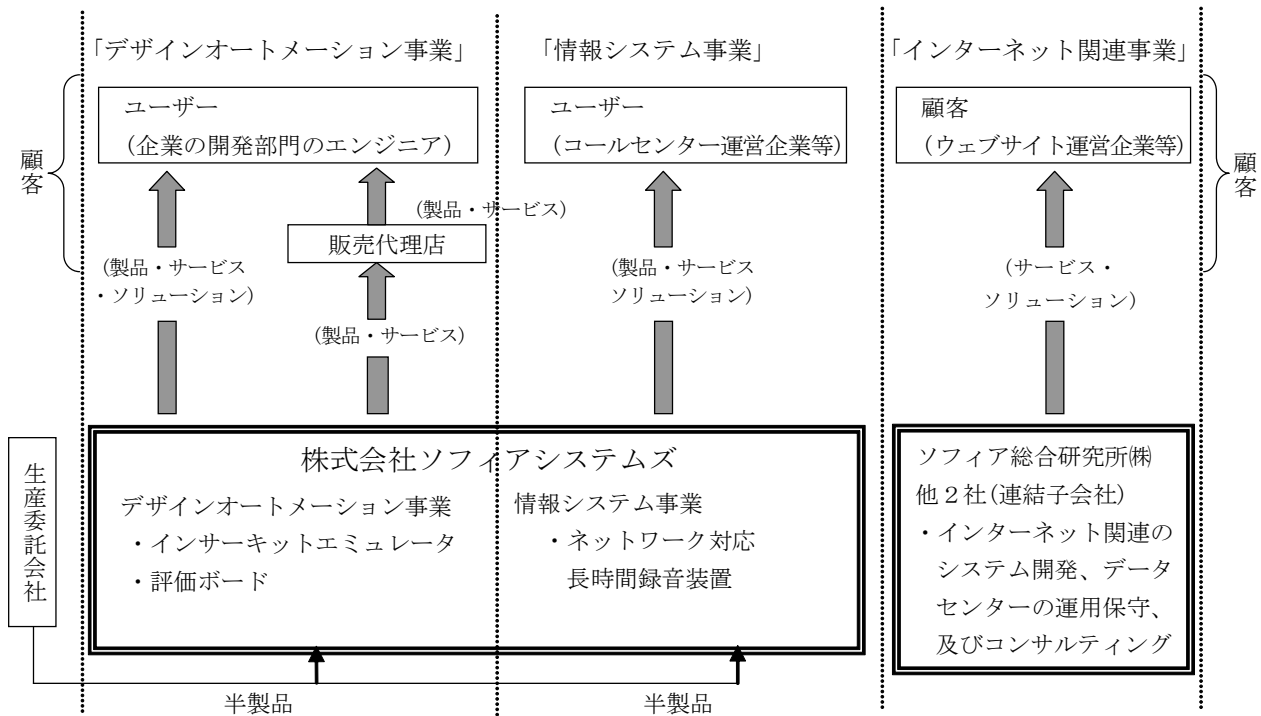 「デザインオートメーション事業」
「情報システム事業」
「インターネット関連事業」
顧客
ユーザー
(企業の開発部門のエンジニア)
ユーザー
(コールセンター運営企業等)
顧客
(ウェブサイト運営企業等)
顧客
(製品・サービス)
販売代理店
(製品・サービス
・ソリューション)
(製品・サービス)
(製品・サービス
ソリューション)
(サービス・
ソリューション)
生産委託会社
株式会社ソフィアシステムズ
デザインオートメーション事業
・インサーキットエミュレータ
・評価ボード
情報システム事業
・ネットワーク対応
長時間録音装置
ソフィア総合研究所㈱
他2社(連結子会社)
・インターネット関連の
システム開発、データ
センターの運用保守、
及びコンサルティング
半製品
半製品